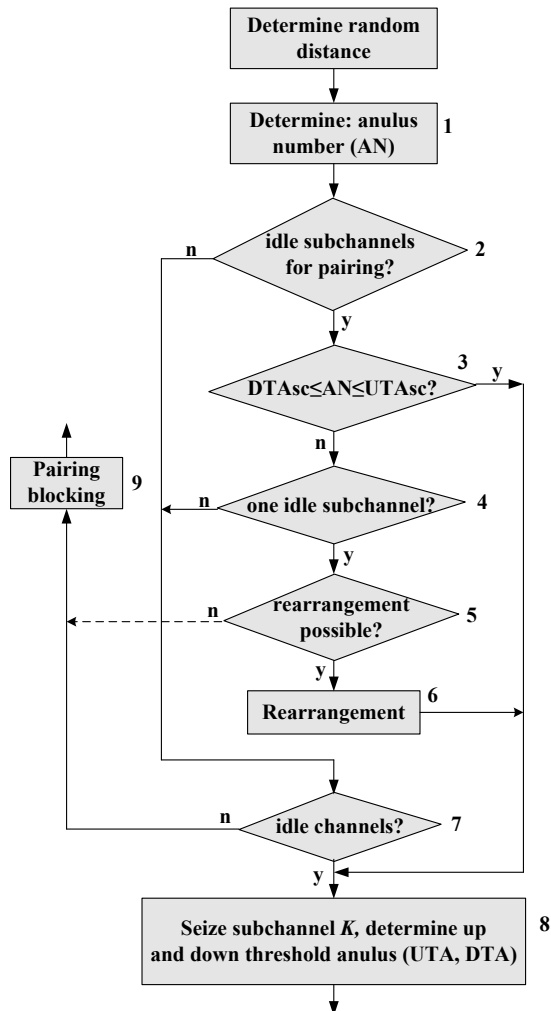 Determine random
distance
Determine: anulus
number (AN)
1
n
idle subchannels
for pairing?
2
y
3
DTAsc≤AN≤UTAsc?
y
n
Pairing
blocking
9
n
one idle subchannel?
4
y
n
rearrangement
possible?
5
y
6
Rearrangement
n
idle channels?
7
y
Seize subchannel K, determine up
and down threshold anulus (UTA, DTA)
8